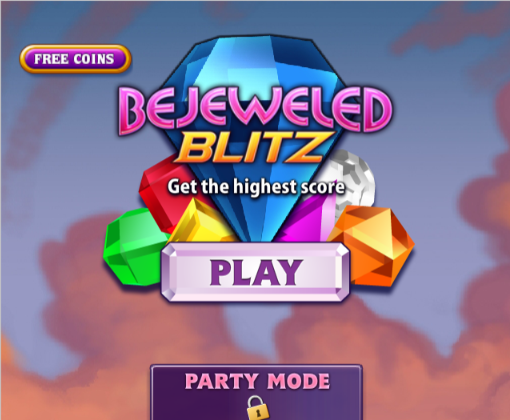 FREE COINS
BEJEWELED
BLITZ
Get the highest score
PLAY
PARTY MODE